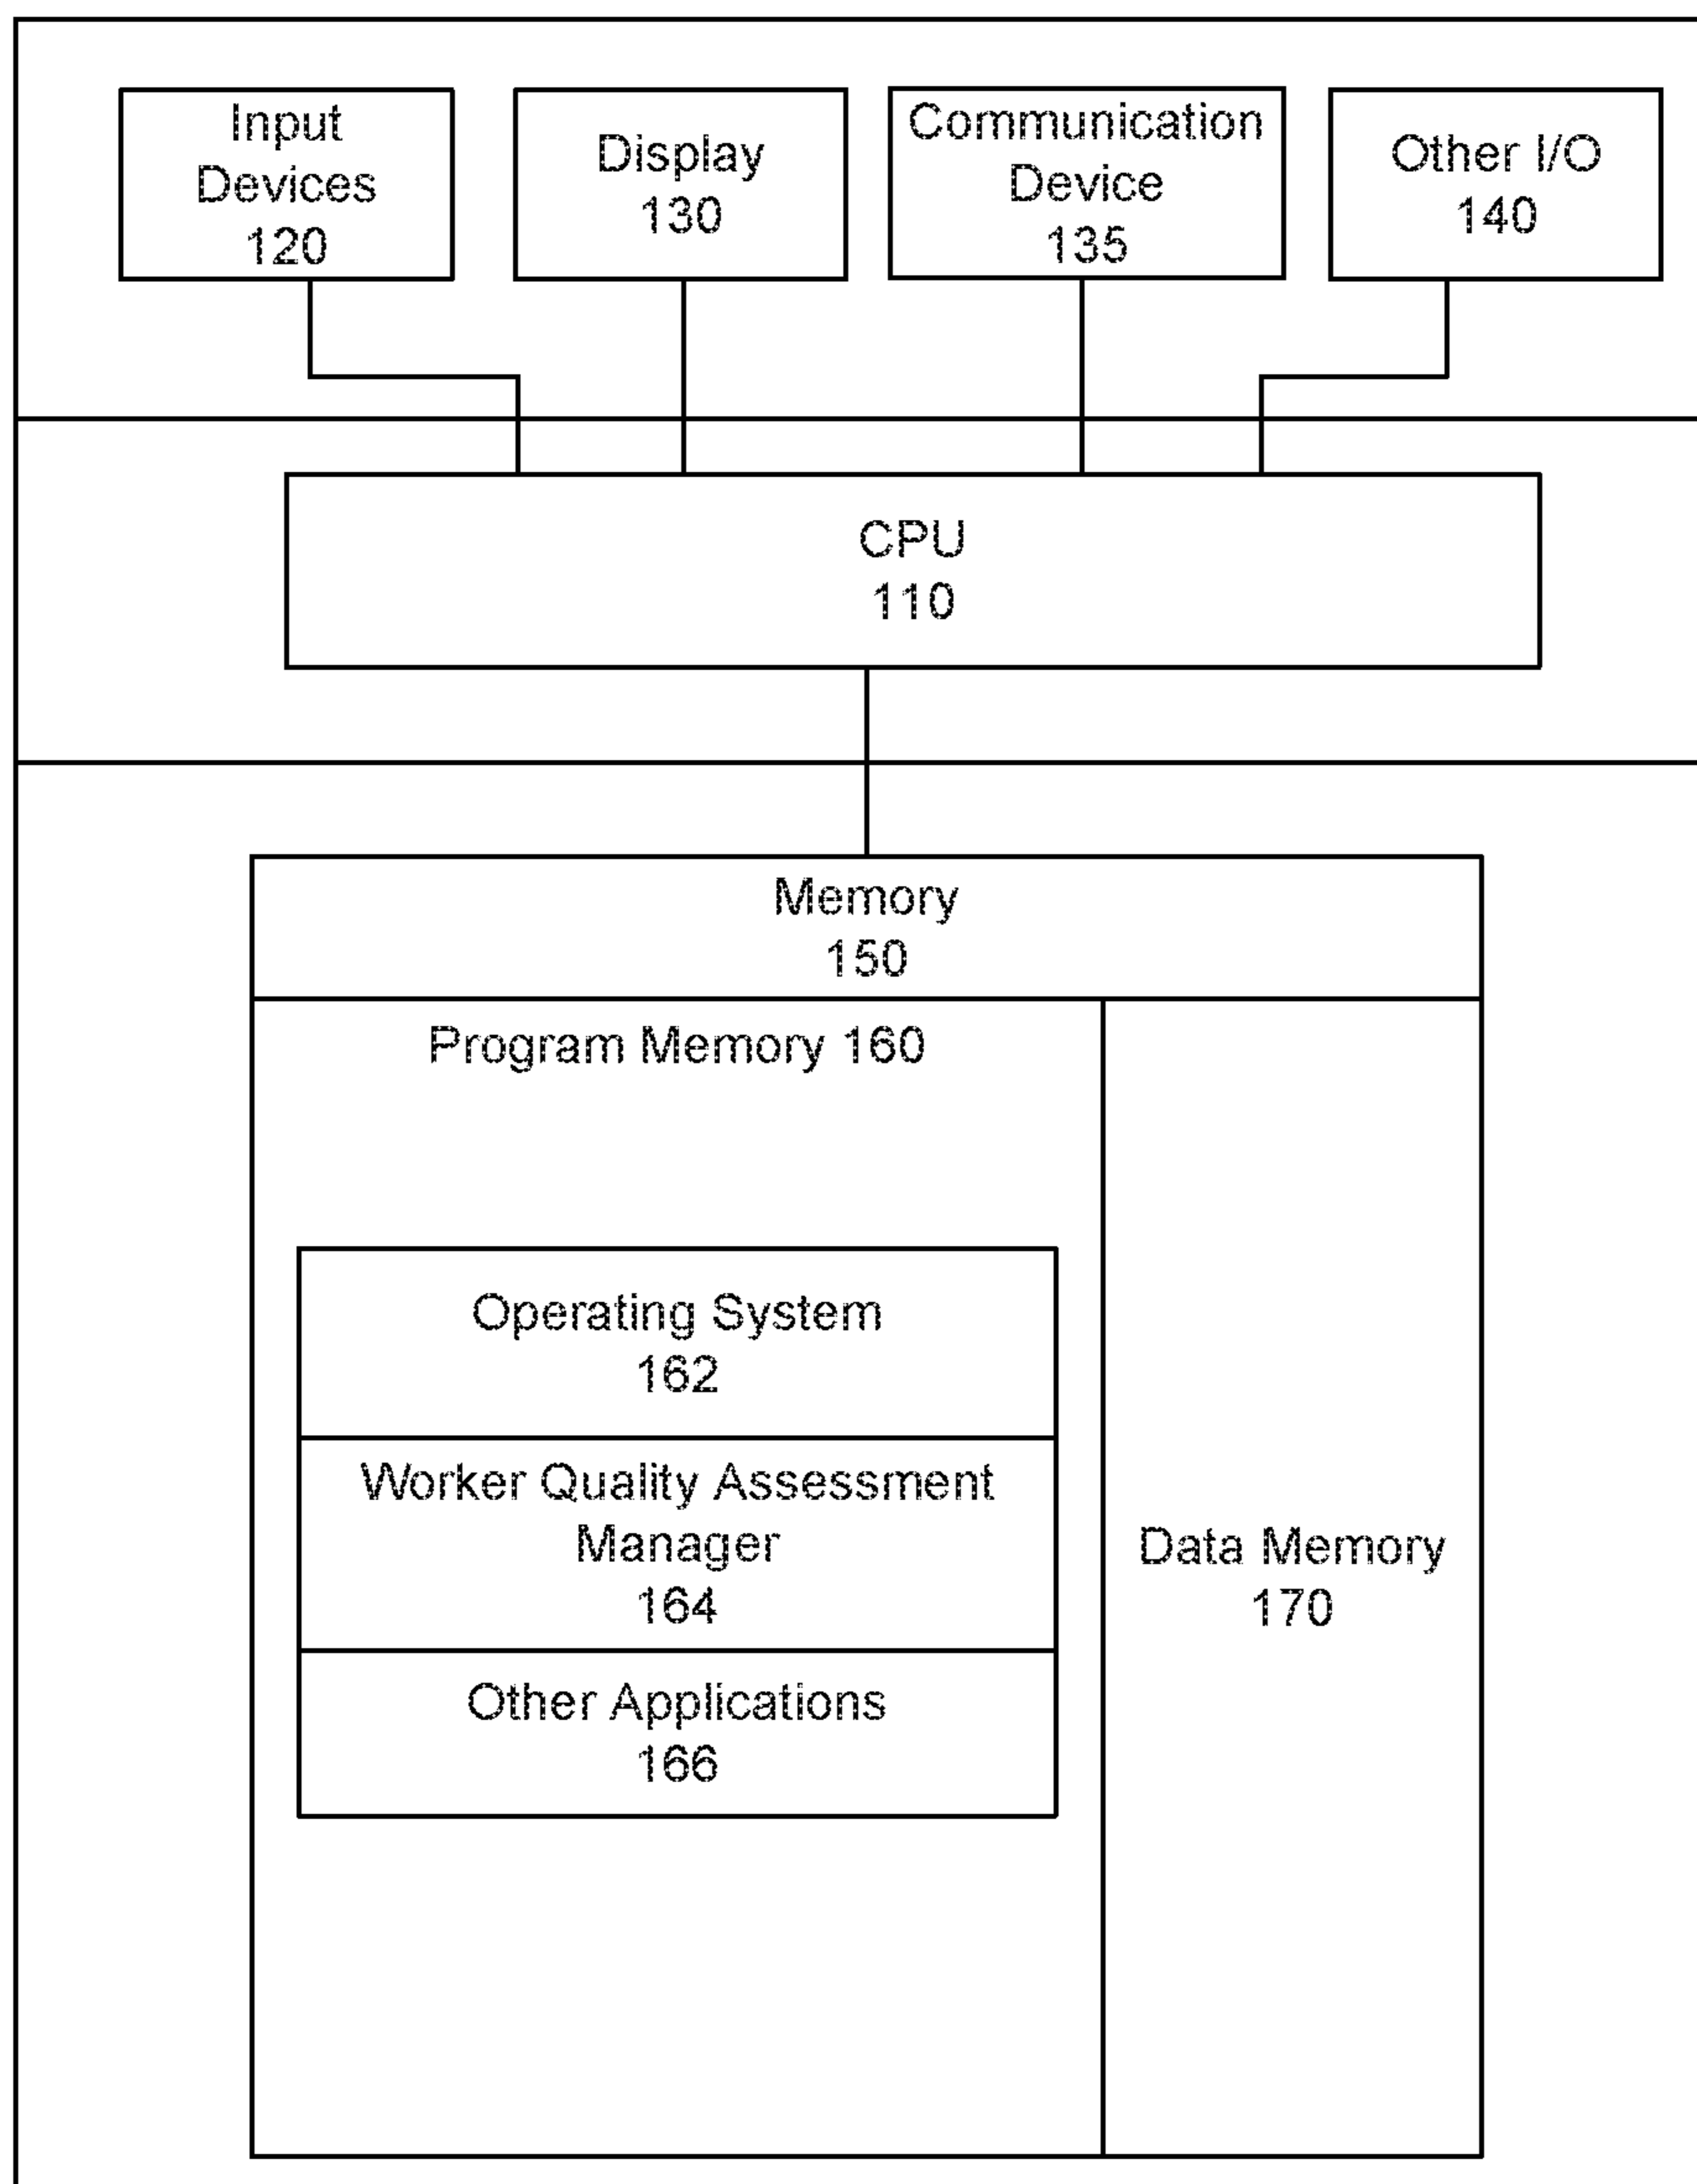 Input
Devices
120
Display
130
Communication
Device
135
Other I/O
140
CPU
110
Memory
150
Program Memory 160
Operating System
162
Worker Quality Assessment
Manager
164
Other Applications
166
Data Memory
170